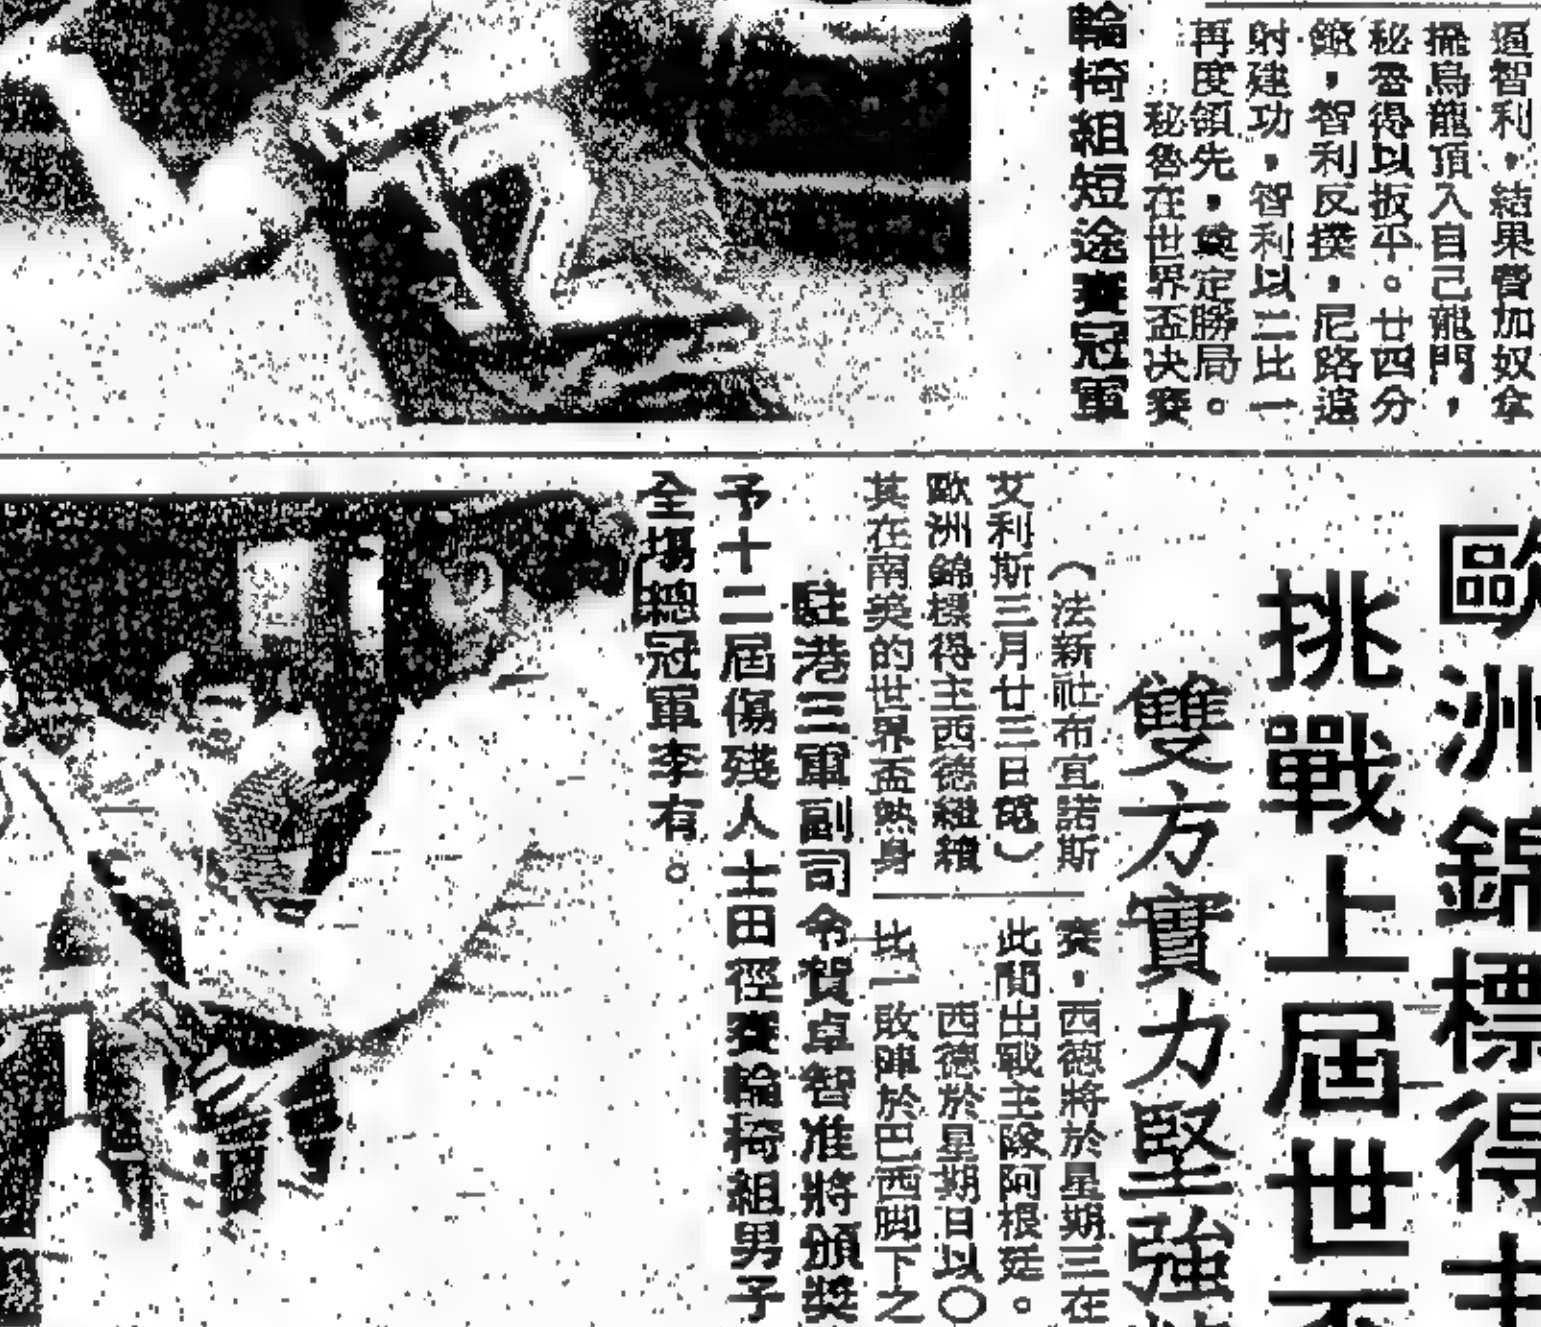 逼智利，結果費加奴拿
烏龍頂入自己龍門，
秘魯得以扳平。廿四分
鐘，智利反撲，尼路遠
射建功，智利以二比一
再度領先，奠定勝局。
秘魯在世界盃決賽
輪椅組短途賽冠軍
歐洲錦標得主
挑戰上屆世
雙方實力堅強
（法新社布宜諾斯
艾利斯三月廿三日電）
歐洲錦標得主西德繼續
其在南美的世界盃熱身
賽，西德將於星期三在
此間出戰主隊阿根廷。
西德於星期日以〇
比一敗陣於巴西脚下之
駐港三軍副司令賀卓智准將頒獎
予十二屆傷殘人士田徑賽輪椅組男子
全場總冠軍李有。